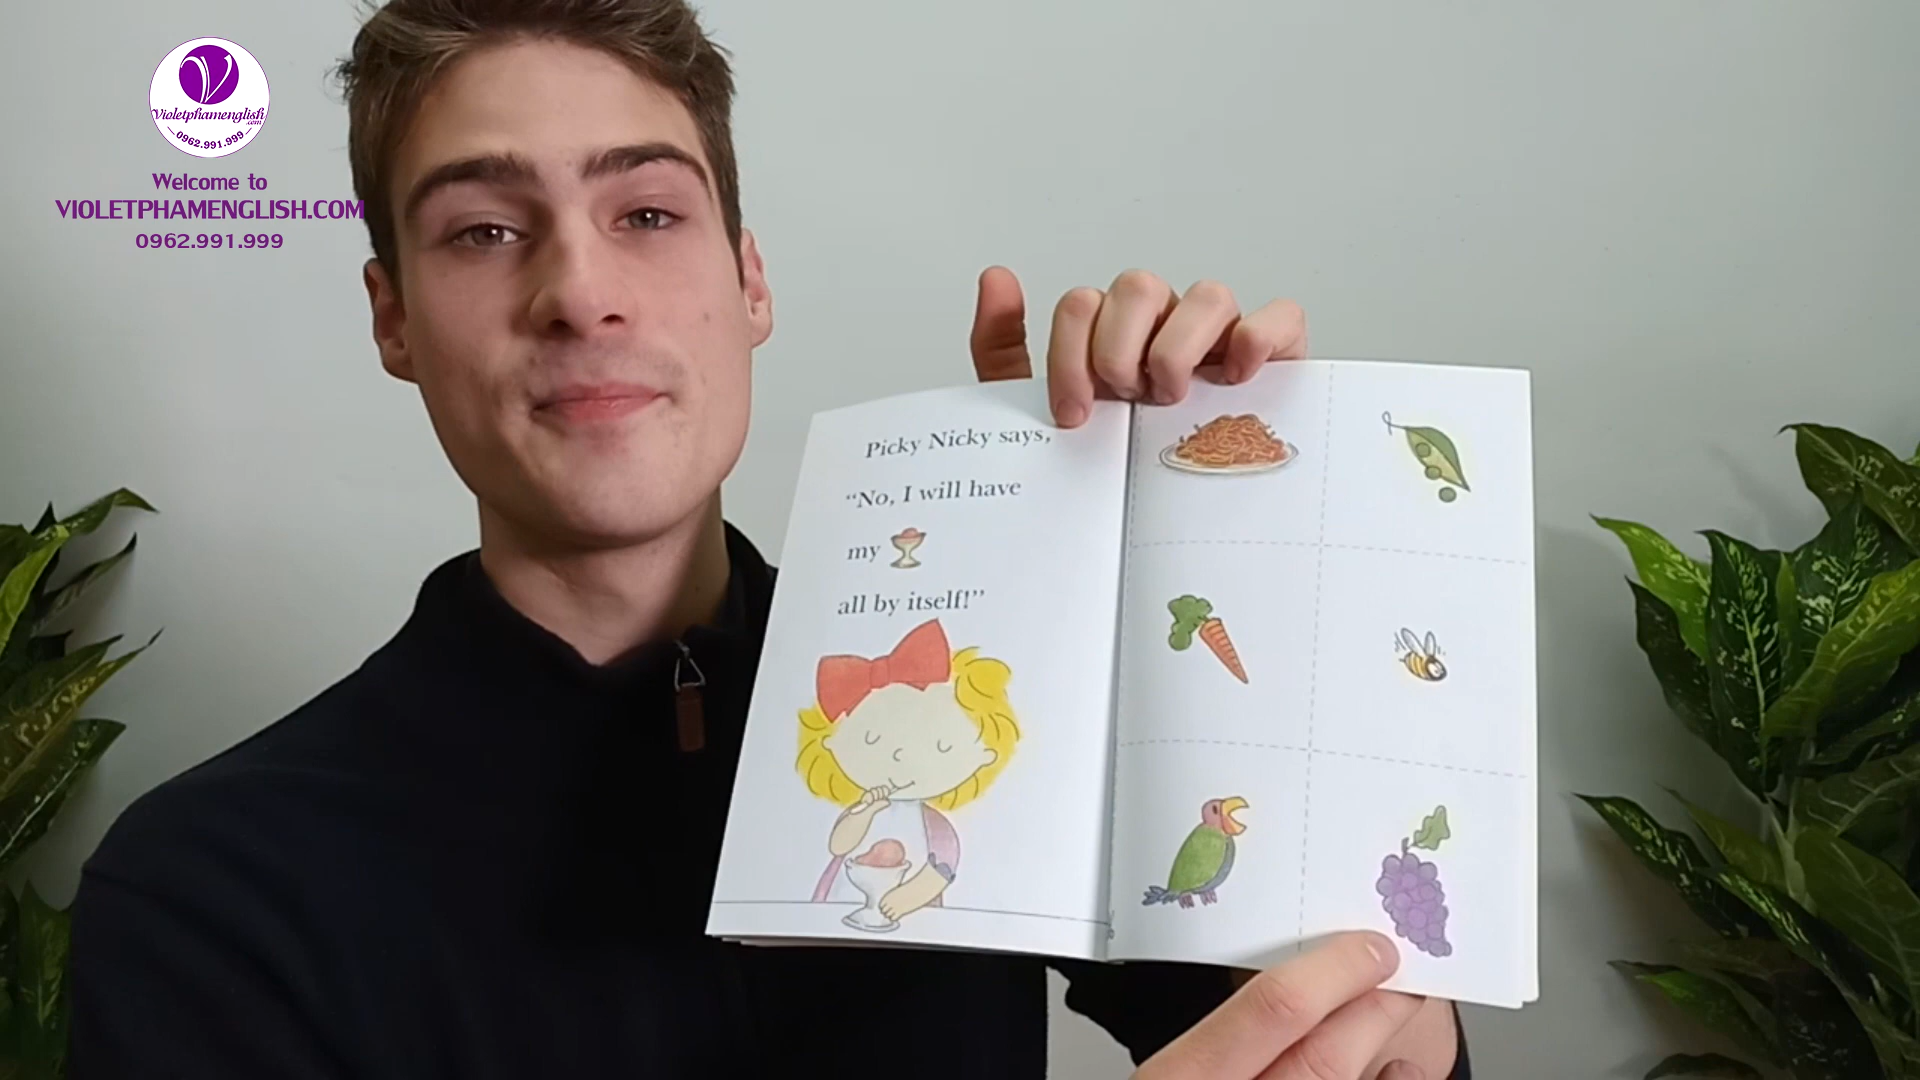 Violetphamenglish
.com
0962.991.999
Welcome to
VIOLETPHAMENGLISH.COM
0962.991.999
Picky Nicky says,
“No, I will have
my
all by itself!”